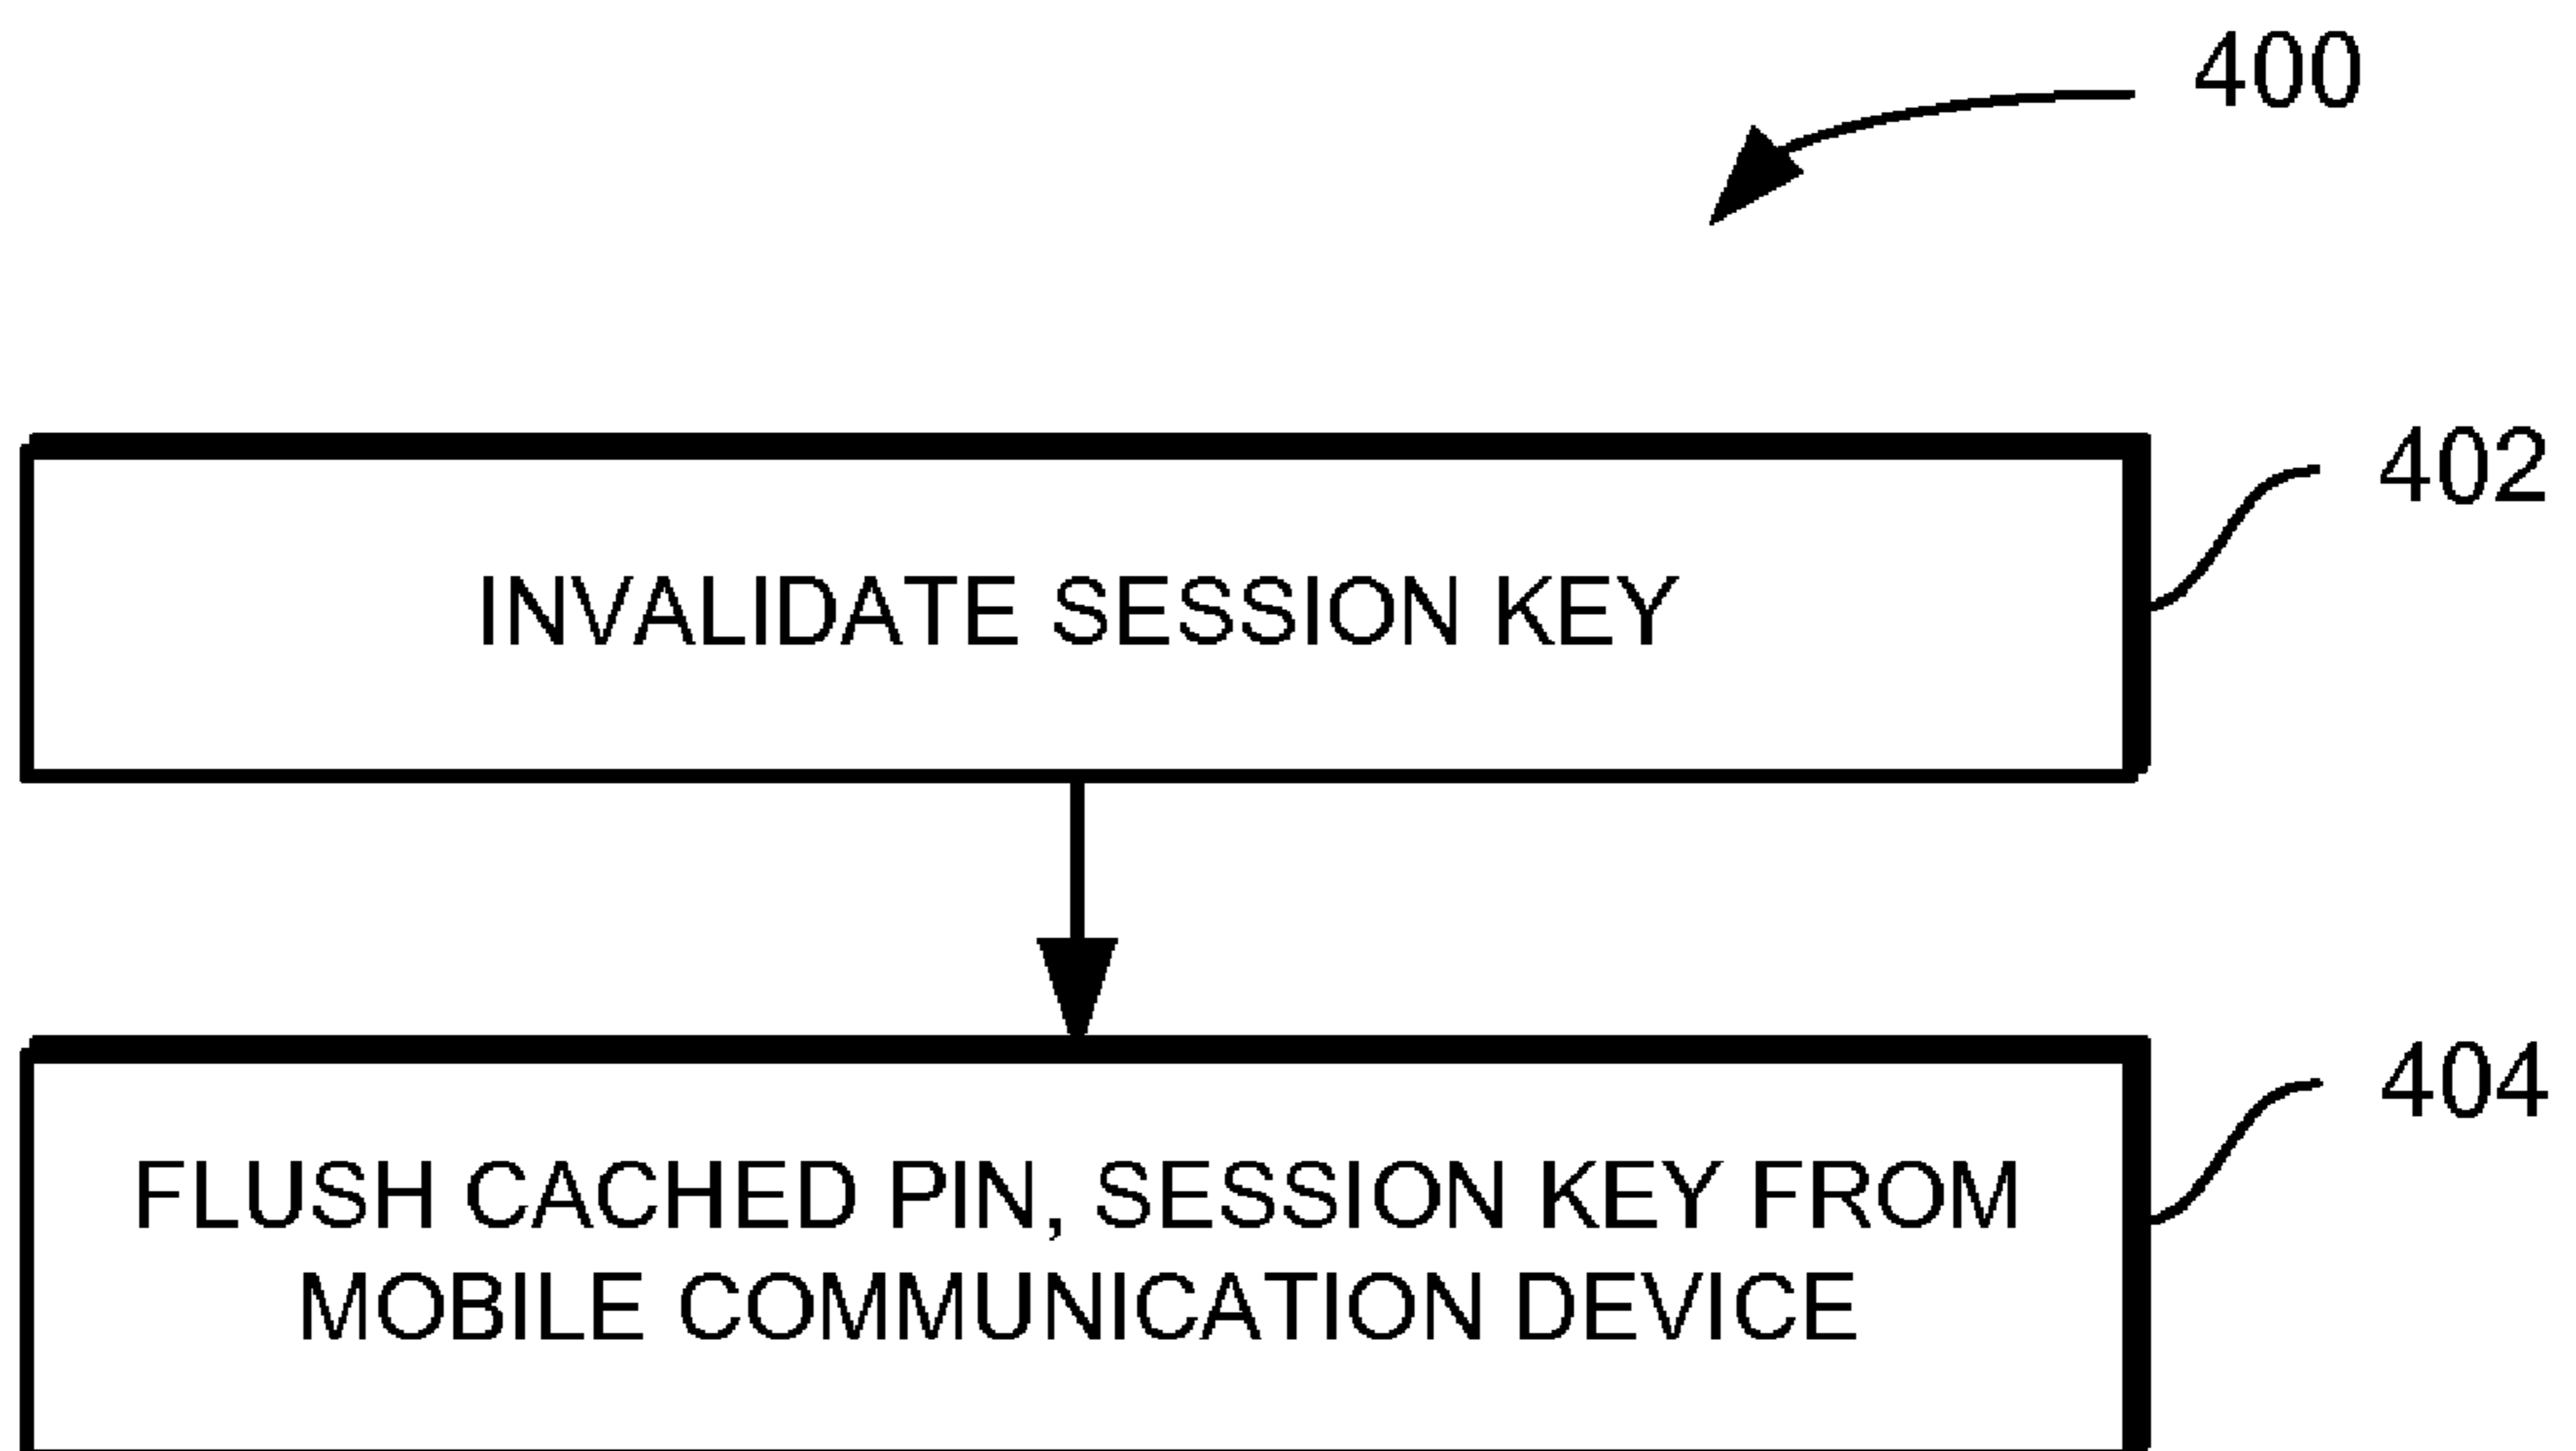 400
402
INVALIDATE SESSION KEY
404
FLUSH CACHED PIN, SESSION KEY FROM
MOBILE COMMUNICATION DEVICE